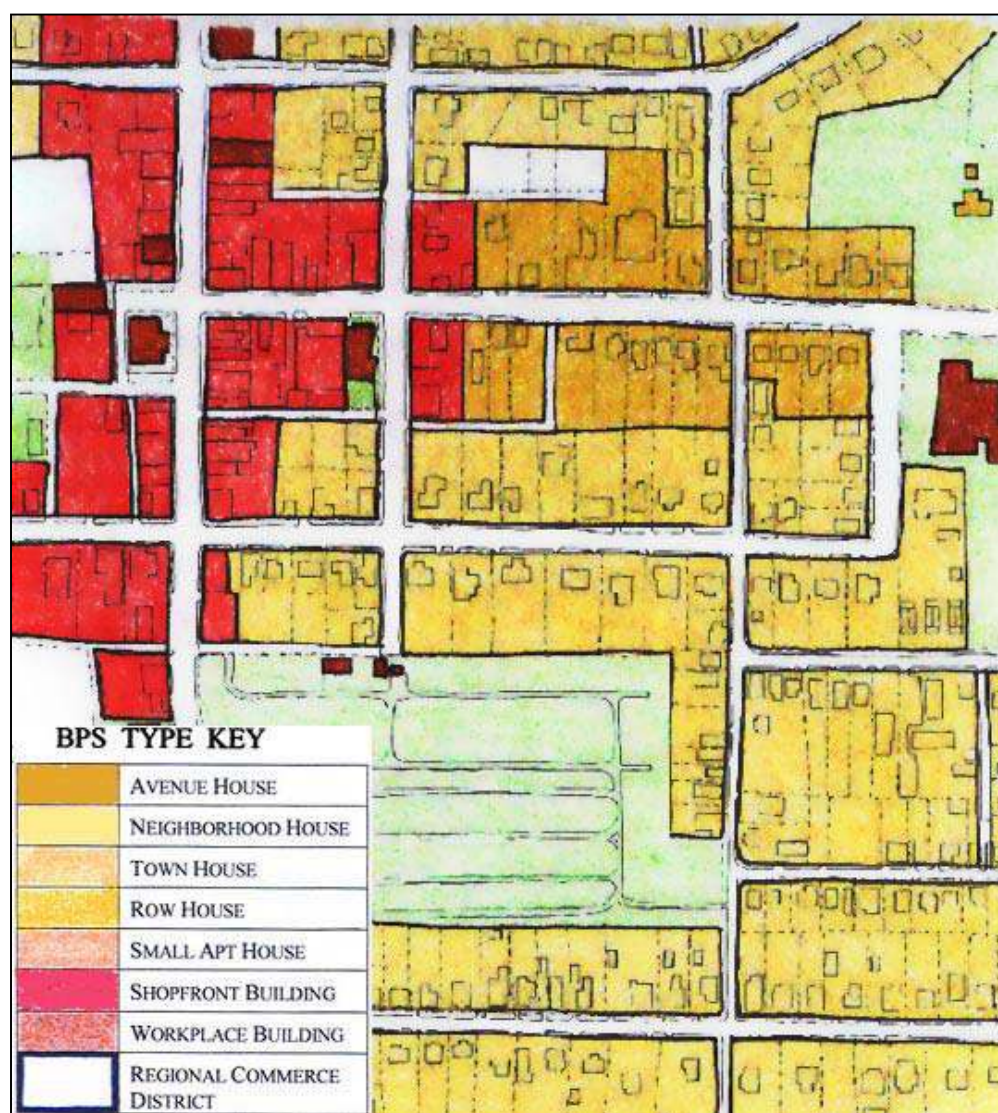 BPS TYPE KEY
AVENUE HOUSE
NEIGHBORHOOD HOUSE
TOWN HOUSE
ROW HOUSE
SMALL APT HOUSE
SHOPFRONT BUILDING
WORKPLACE BUILDING
REGIONAL COMMERCE
DISTRICT